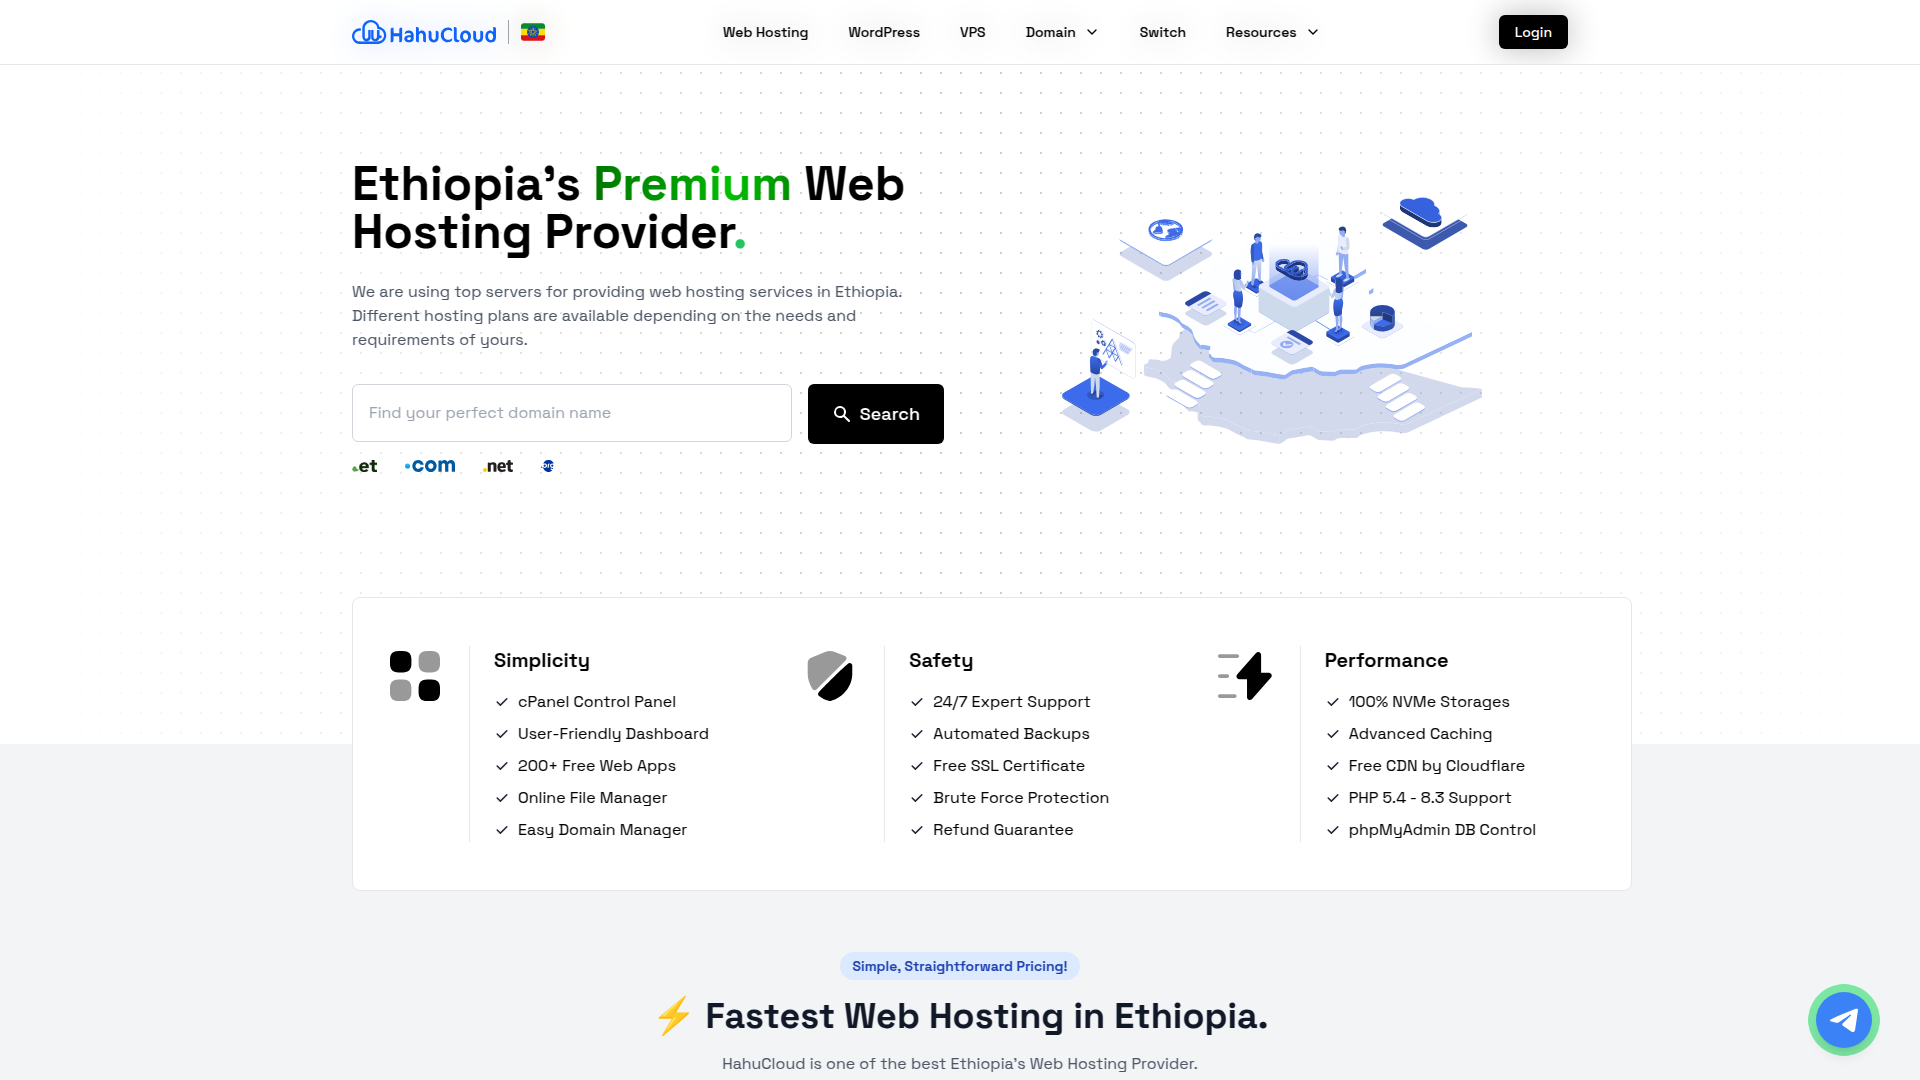 HahuCloud
Web Hosting
WordPress
VPS
Domain
Switch
Resources
Login
Ethiopia's Premium Web
Hosting Provider.
We are using top servers for providing web hosting services in Ethiopia.
Different hosting plans are available depending on the needs and
requirements of yours.
Find your perfect domain name
Search
.et
.com
.net
.org
Simplicity
cPanel Control Panel
User-Friendly Dashboard
200+ Free Web Apps
Online File Manager
Easy Domain Manager
Safety
24/7 Expert Support
Automated Backups
Free SSL Certificate
Brute Force Protection
Refund Guarantee
Performance
100% NVMe Storages
Advanced Caching
Free CDN by Cloudflare
PHP 5.4 - 8.3 Support
phpMyAdmin DB Control
Simple, Straightforward Pricing!
⚡ Fastest Web Hosting in Ethiopia.
HahuCloud is one of the best Ethiopia's Web Hosting Provider.